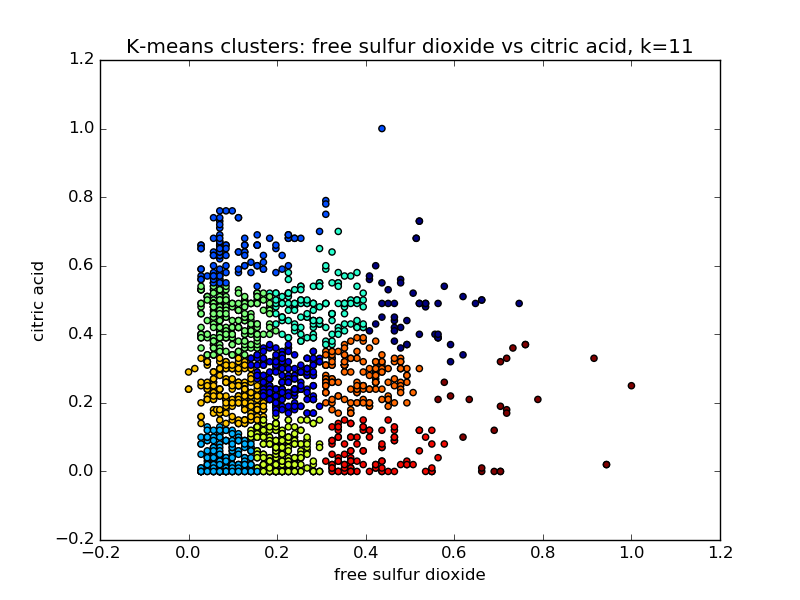 K-means clusters: free sulfur dioxide vs citric acid, k=11
1.2
1.0
0.8
0.6
0.4
0.2
0.0
−0.2
citric acid
−0.2 0.0 0.2 0.4 0.6 0.8 1.0 1.2
free sulfur dioxide